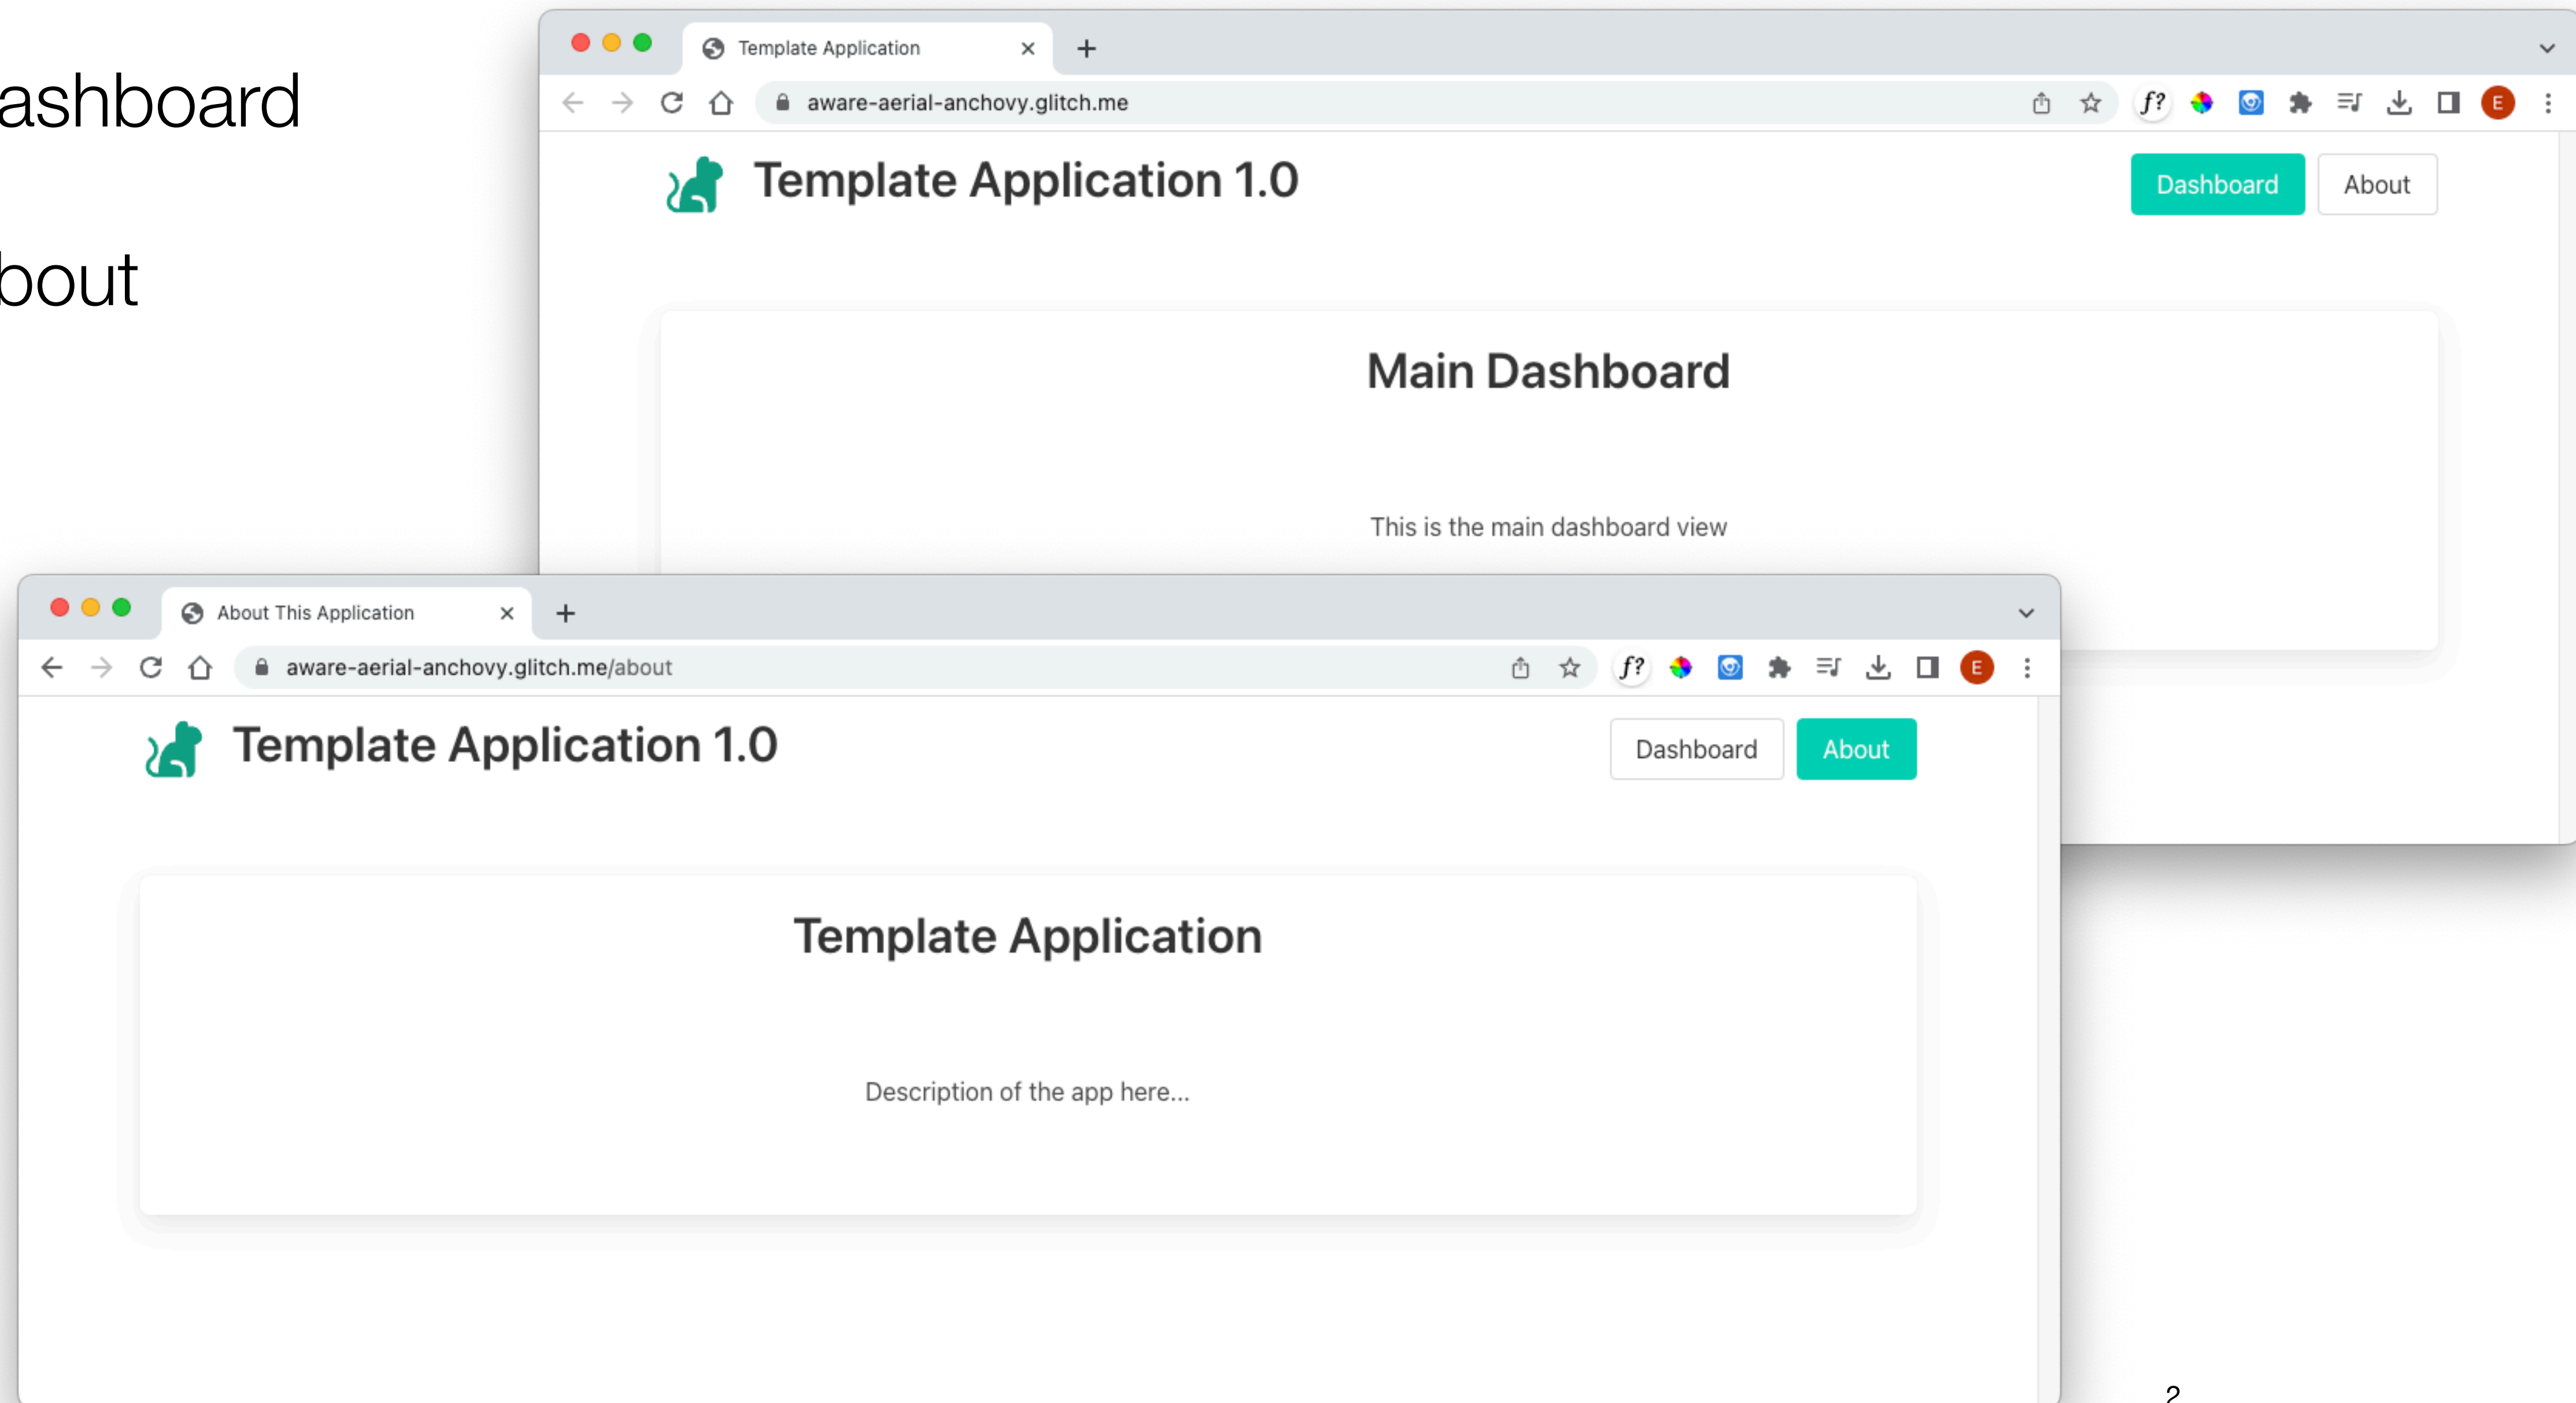 ashboard
bout
Template Application
aware-aerial-anchovy.glitch.me
f?
E
Template Application 1.0
Dashboard
About
Main Dashboard
This is the main dashboard view
About This Application
aware-aerial-anchovy.glitch.me/about
f?
E
Template Application 1.0
Dashboard
About
Template Application
Description of the app here...
2